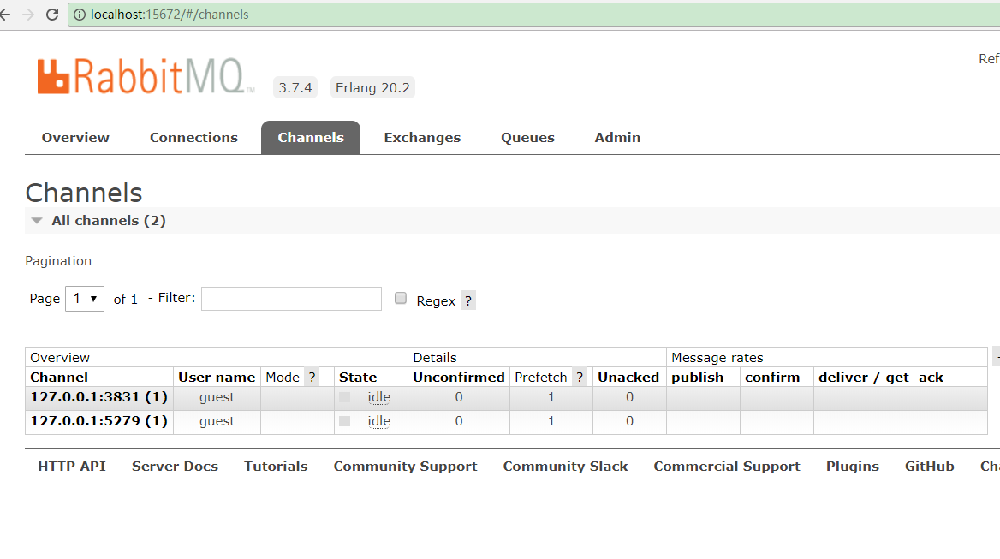 localhost:15672/#/channels
Ref
RabbitMQ TM 3.7.4 Erlang 20.2
Overview Connections Channels Exchanges Queues Admin
Channels
All channels (2)
Pagination
Page 1 of 1 - Filter: Regex ?
Overview Details Message rates
Channel User name Mode ? State Unconfirmed Prefetch ? Unacked publish confirm deliver / get ack
127.0.0.1:3831 (1) guest idle 0 1 0
127.0.0.1:5279 (1) guest idle 0 1 0
HTTP API Server Docs Tutorials Community Support Community Slack Commercial Support Plugins GitHub Cha